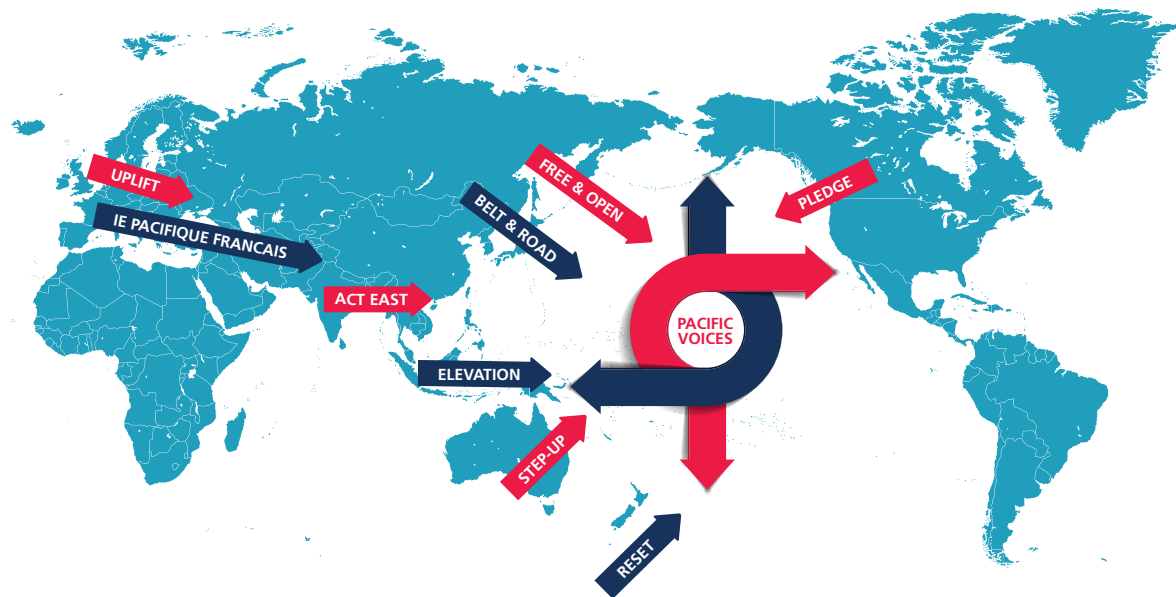 UPLIFT
IE PACIFIQUE FRANCAIS
FREE & OPEN
BELT & ROAD
PLEDGE
ACT EAST
PACIFIC
VOICES
ELEVATION
STEP-UP
RESET